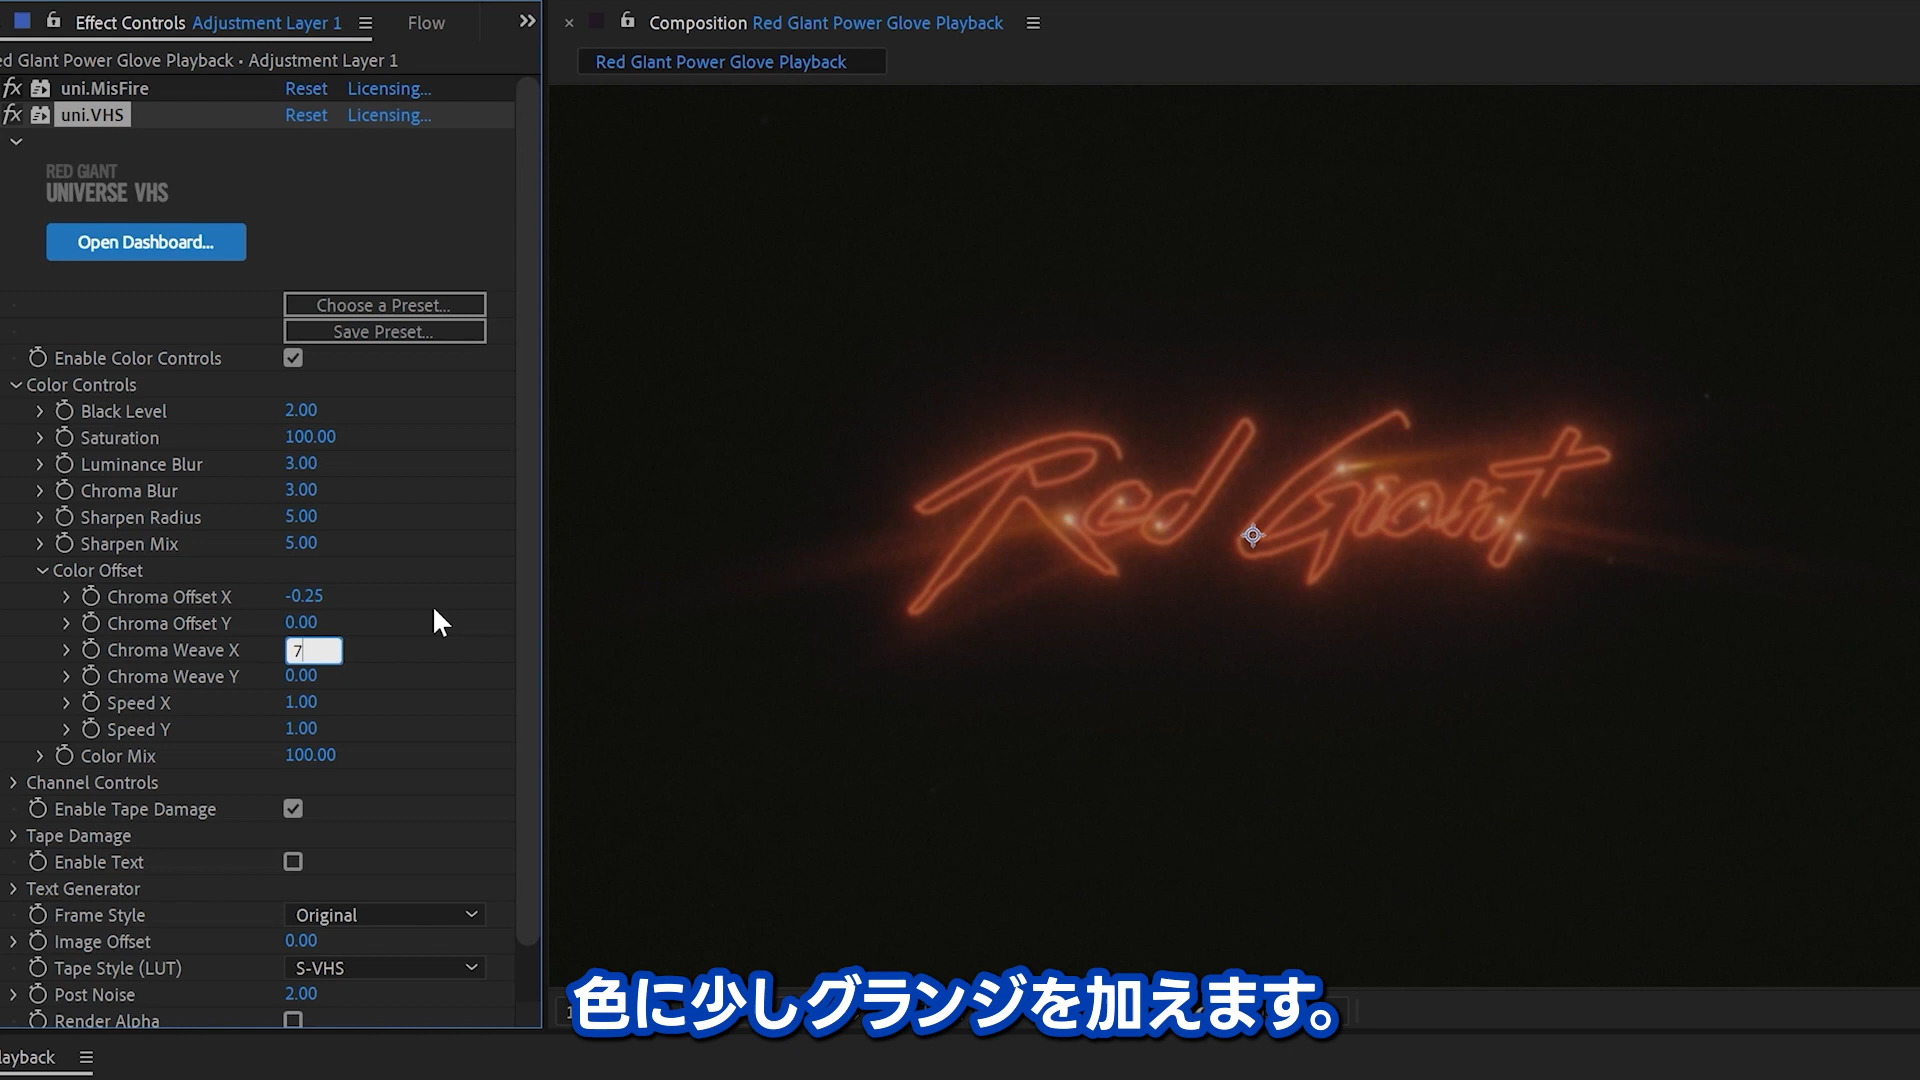 Effect Controls Adjustment Layer 1
Flow
Red Giant Power Glove Playback • Adjustment Layer 1
fx uni.MisFire Reset Licensing...
fx uni.VHS Reset Licensing...
RED GIANT
UNIVERSE VHS
Open Dashboard...
Choose a Preset...
Save Preset...
Enable Color Controls
Color Controls
Black Level 2.00
Saturation 100.00
Luminance Blur 3.00
Chroma Blur 3.00
Sharpen Radius 5.00
Sharpen Mix 5.00
Color Offset
Chroma Offset X -0.25
Chroma Offset Y 0.00
Chroma Weave X 7
Chroma Weave Y 0.00
Speed X 1.00
Speed Y 1.00
Color Mix 100.00
Channel Controls
Enable Tape Damage
Tape Damage
Enable Text
Text Generator
Frame Style Original
Image Offset 0.00
Tape Style (LUT) S-VHS
Post Noise 2.00
Render Alpha
layback
Composition Red Giant Power Glove Playback
Red Giant Power Glove Playback
Red Giant
色に少しグランジを加えます。